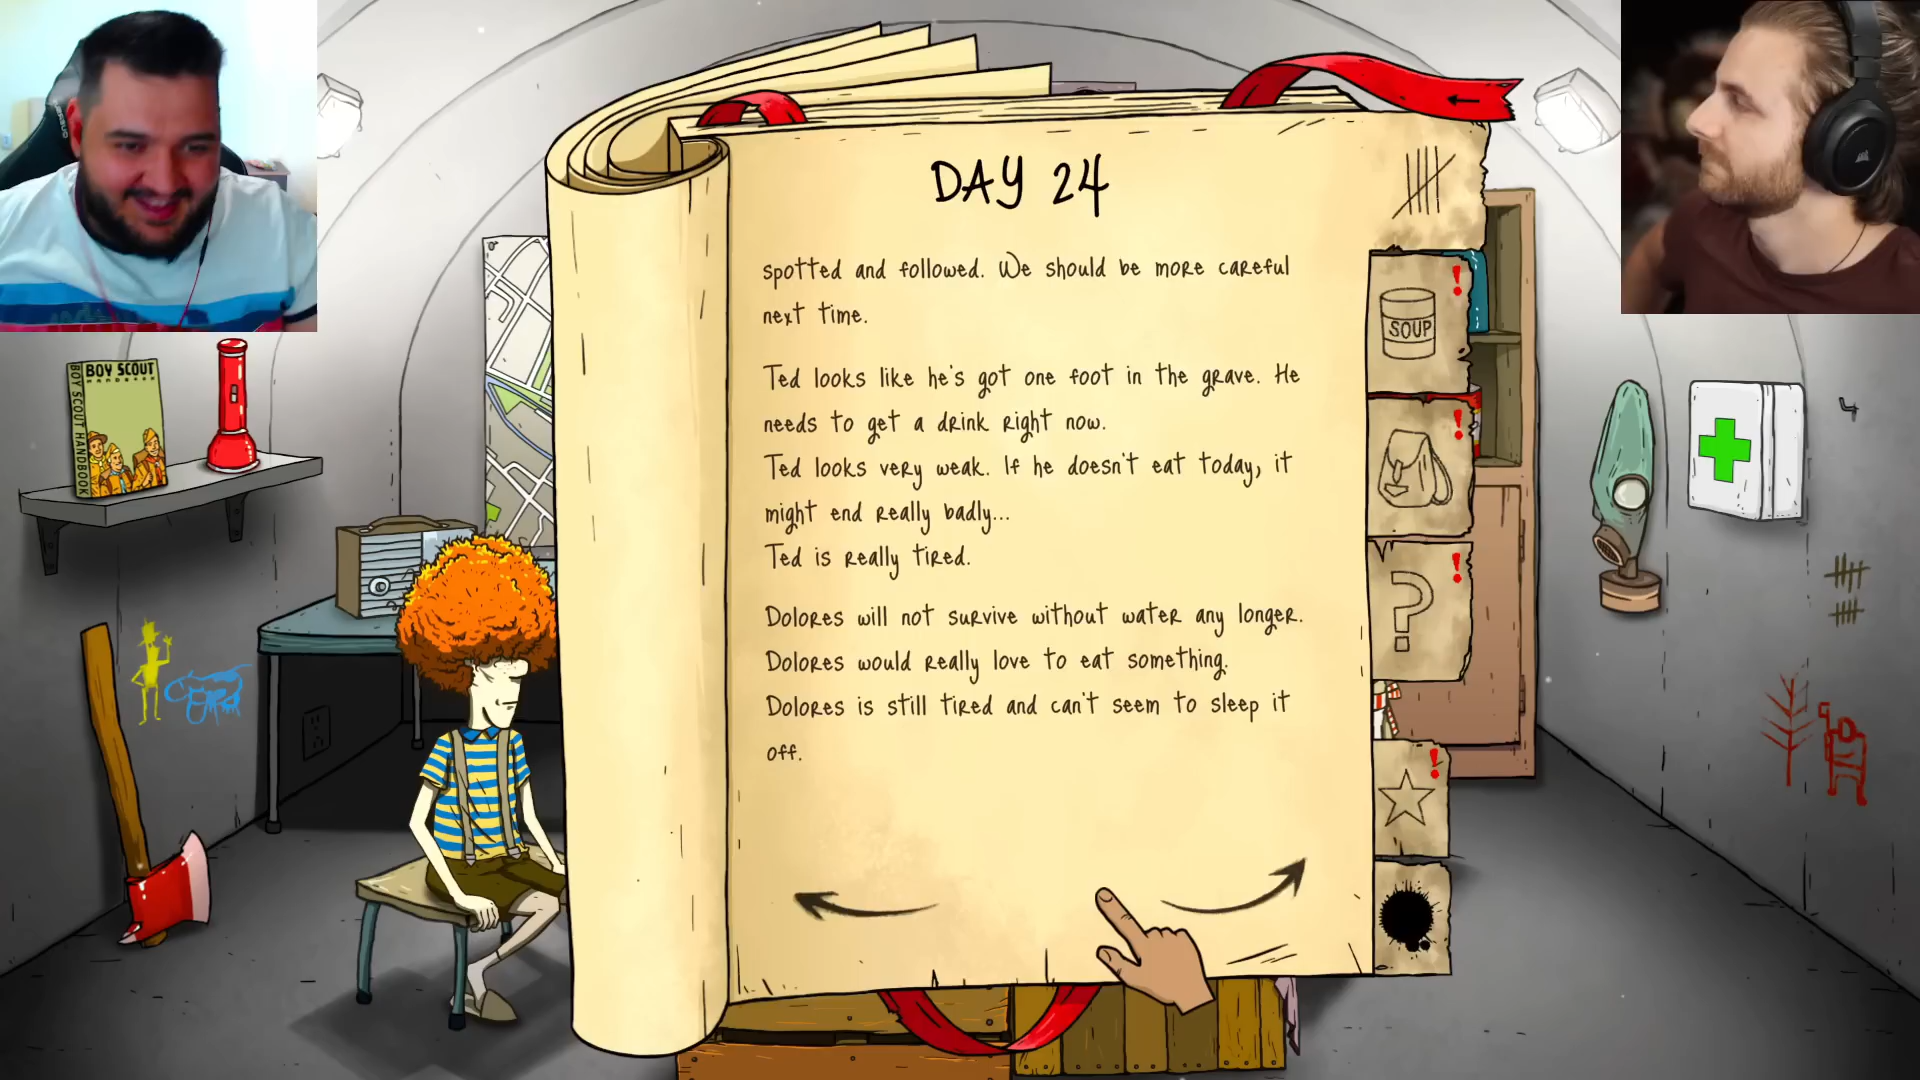 DAY 24
spotted and followed. We should be more careful
next time.
Ted looks like he's got one foot in the grave. He
needs to get a drink right now.
Ted looks very weak. If he doesn't eat today, it
might end really badly...
Ted is really tired.
Dolores will not survive without water any longer.
Dolores would really love to eat something.
Dolores is still tired and can't seem to sleep it
off.
!
SOUP
!
!
?
!
BOY SCOUT
HANDBOOK
BOY SCOUT HANDBOOK